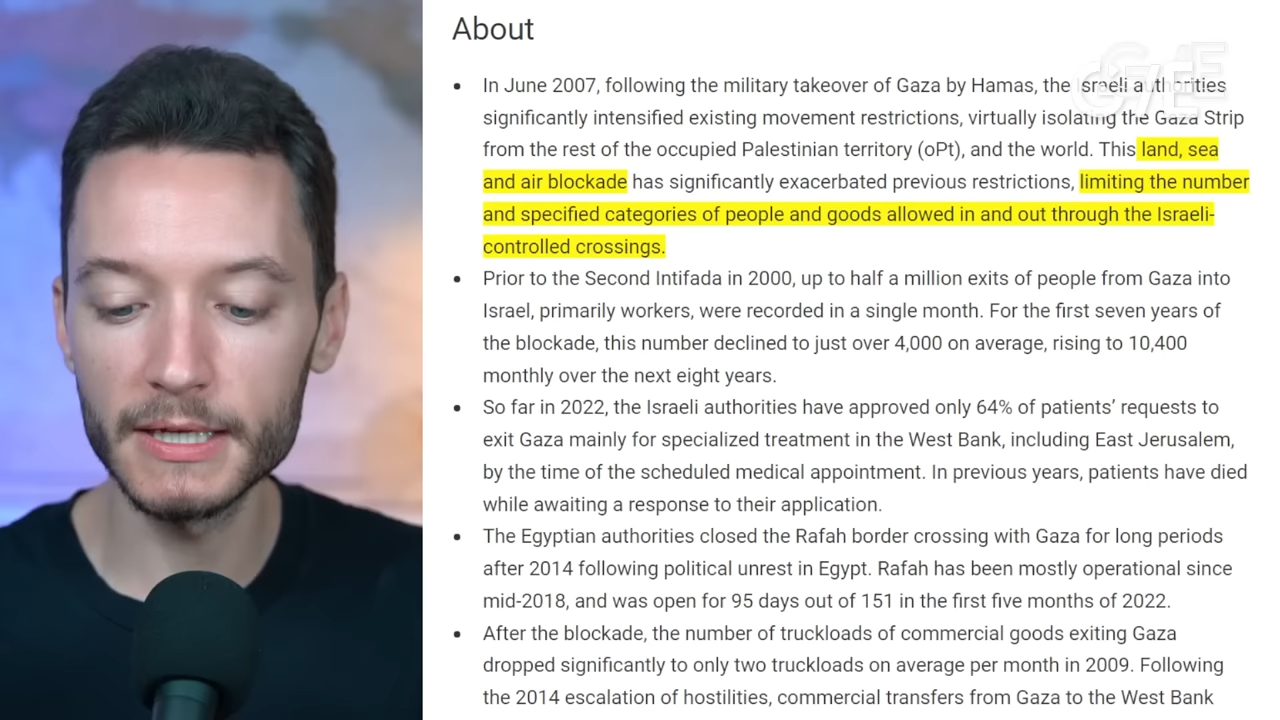 About
• In June 2007, following the military takeover of Gaza by Hamas, the Israeli authorities
significantly intensified existing movement restrictions, virtually isolating the Gaza Strip
from the rest of the occupied Palestinian territory (oPt), and the world. This land, sea
and air blockade has significantly exacerbated previous restrictions, limiting the number
and specified categories of people and goods allowed in and out through the Israeli-
controlled crossings.
• Prior to the Second Intifada in 2000, up to half a million exits of people from Gaza into
Israel, primarily workers, were recorded in a single month. For the first seven years of
the blockade, this number declined to just over 4,000 on average, rising to 10,400
monthly over the next eight years.
• So far in 2022, the Israeli authorities have approved only 64% of patients’ requests to
exit Gaza mainly for specialized treatment in the West Bank, including East Jerusalem,
by the time of the scheduled medical appointment. In previous years, patients have died
while awaiting a response to their application.
• The Egyptian authorities closed the Rafah border crossing with Gaza for long periods
after 2014 following political unrest in Egypt. Rafah has been mostly operational since
mid-2018, and was open for 95 days out of 151 in the first five months of 2022.
• After the blockade, the number of truckloads of commercial goods exiting Gaza
dropped significantly to only two truckloads on average per month in 2009. Following
the 2014 escalation of hostilities, commercial transfers from Gaza to the West Bank